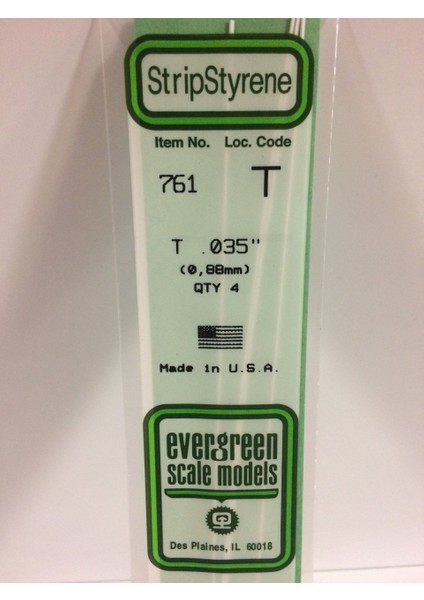 StripStyrene
Item No. Loc. Code
761 T
T .035"
(0,88mm)
QTY 4
Made in U.S.A.
evergreen
scale models
Des Plaines, IL 60018